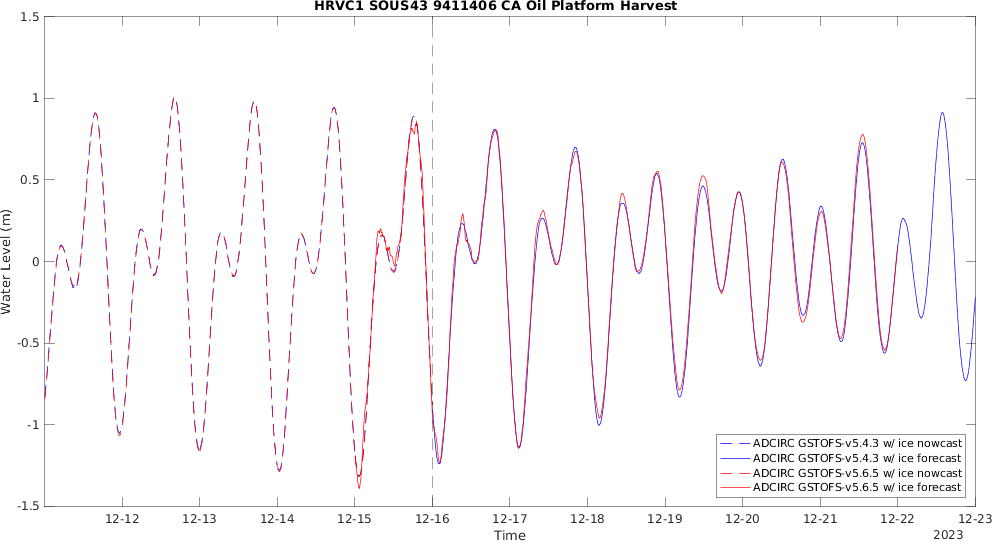 HRVC1 SOUS43 9411406 CA Oil Platform Harvest
1.5
1
0.5
0
-0.5
-1
-1.5
Water Level (m)
12-12 12-13 12-14 12-15 12-16 12-17 12-18 12-19 12-20 12-21 12-22 12-23
Time
2023
ADCIRC GSTOFS-v5.4.3 w/ ice nowcast
ADCIRC GSTOFS-v5.4.3 w/ ice forecast
ADCIRC GSTOFS-v5.6.5 w/ ice nowcast
ADCIRC GSTOFS-v5.6.5 w/ ice forecast